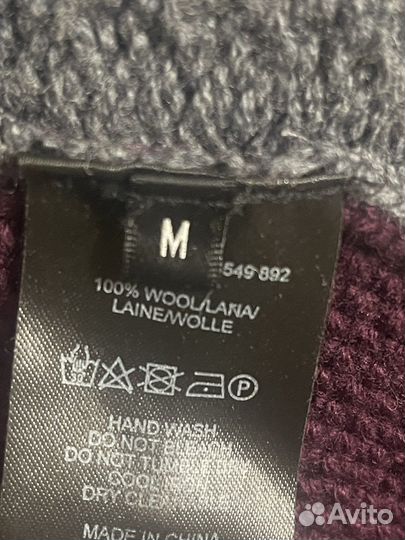 M
549 892
100% WOOL/LANA/
LAINE/WOLLE
P
HAND WASH
DO NOT BLEACH
DO NOT TUMBLE DRY
COOL
DRY CLEAN
MADE IN CHINA
Avito